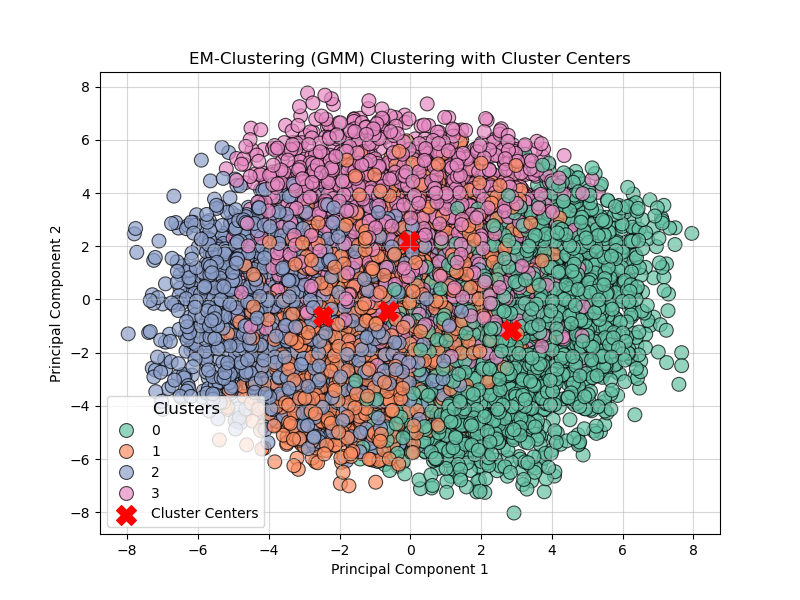 EM-Clustering (GMM) Clustering with Cluster Centers
Principal Component 2
8
6
4
2
0
−2
−4
−6
−8
Clusters
0
1
2
3
Cluster Centers
−8 −6 −4 −2 0 2 4 6 8
Principal Component 1